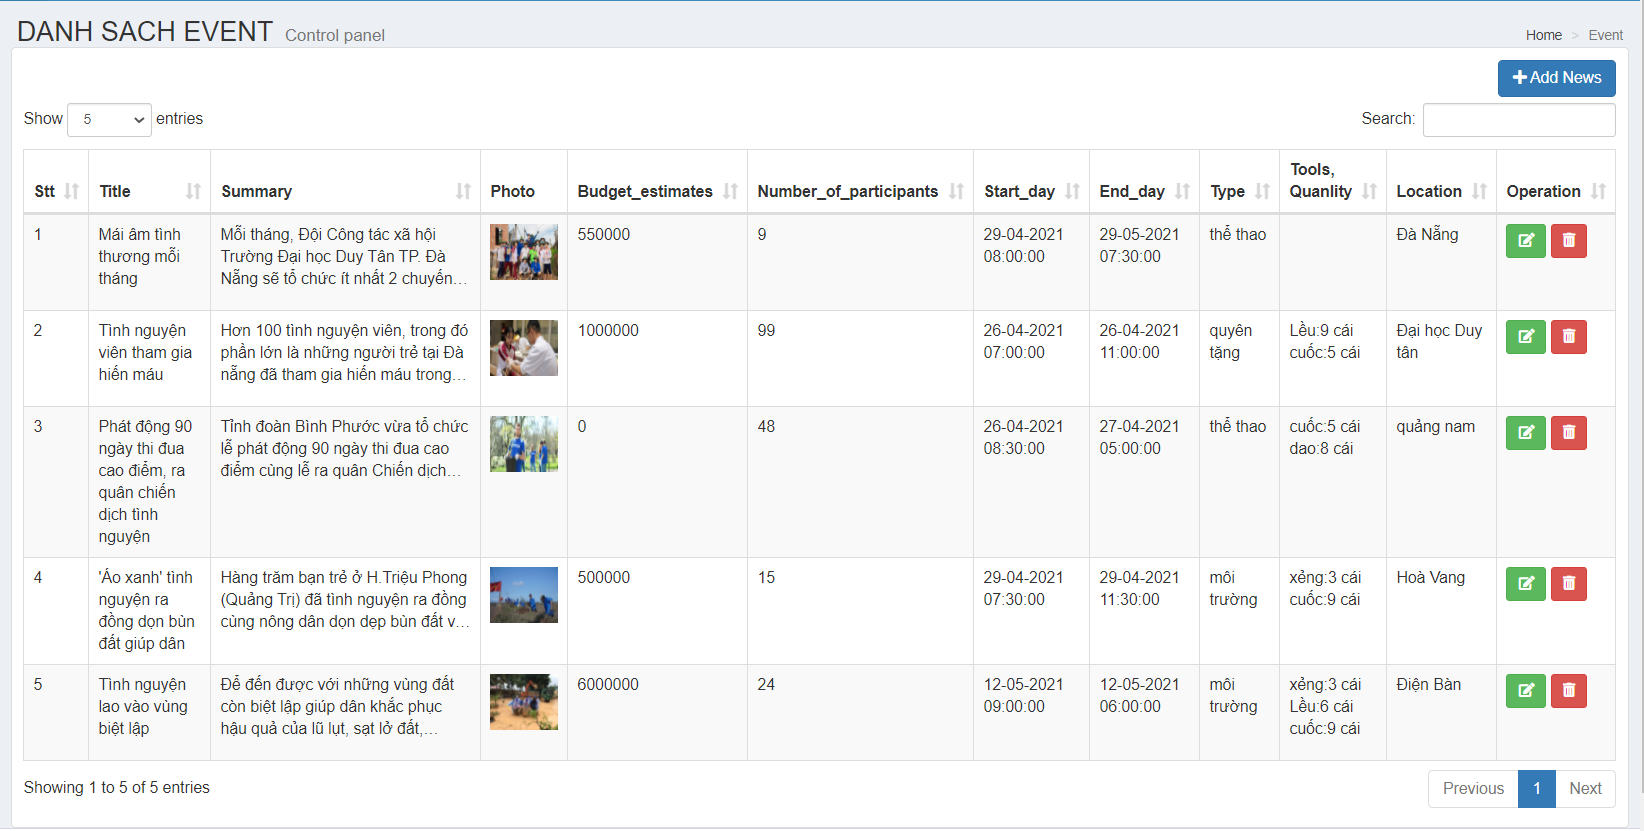 DANH SACH EVENT Control panel
Home > Event
Add News
Show 5 entries
Search:
Stt Title Summary Photo Budget_estimates Number_of_participants Start_day End_day Type Tools, Quanlity Location Operation
1
Mái âm tình
thương mỗi
tháng
Mỗi tháng, Đội Công tác xã hội
Trường Đại học Duy Tân TP. Đà
Nẵng sẽ tổ chức ít nhất 2 chuyến…
550000
9
29-04-2021
08:00:00
29-05-2021
07:30:00
thể thao
Đà Nẵng
2
Tình nguyện
viên tham gia
hiến máu
Hơn 100 tình nguyện viên, trong đó
phần lớn là những người trẻ tại Đà
nẵng đã tham gia hiến máu trong…
1000000
99
26-04-2021
07:00:00
26-04-2021
11:00:00
quyên
tặng
Lều:9 cái
cuốc:5 cái
Đại học Duy
tân
3
Phát động 90
ngày thi đua
cao điểm, ra
quân chiến
dịch tình
nguyện
Tỉnh đoàn Bình Phước vừa tổ chức
lễ phát động 90 ngày thi đua cao
điểm cùng lễ ra quân Chiến dịch…
0
48
26-04-2021
08:30:00
27-04-2021
05:00:00
thể thao
cuốc:5 cái
dao:8 cái
quảng nam
4
'Áo xanh' tình
nguyện ra
đồng dọn bùn
đất giúp dân
Hàng trăm bạn trẻ ở H.Triệu Phong
(Quảng Trị) đã tình nguyện ra đồng
cùng nông dân dọn dẹp bùn đất v…
500000
15
29-04-2021
07:30:00
29-04-2021
11:30:00
môi
trường
xẻng:3 cái
cuốc:9 cái
Hoà Vang
5
Tình nguyện
lao vào vùng
biệt lập
Để đến được với những vùng đất
còn biệt lập giúp dân khắc phục
hậu quả của lũ lụt, sạt lở đất,…
6000000
24
12-05-2021
09:00:00
12-05-2021
06:00:00
môi
trường
xẻng:3 cái
Lều:6 cái
cuốc:9 cái
Điện Bàn
Showing 1 to 5 of 5 entries
Previous 1 Next